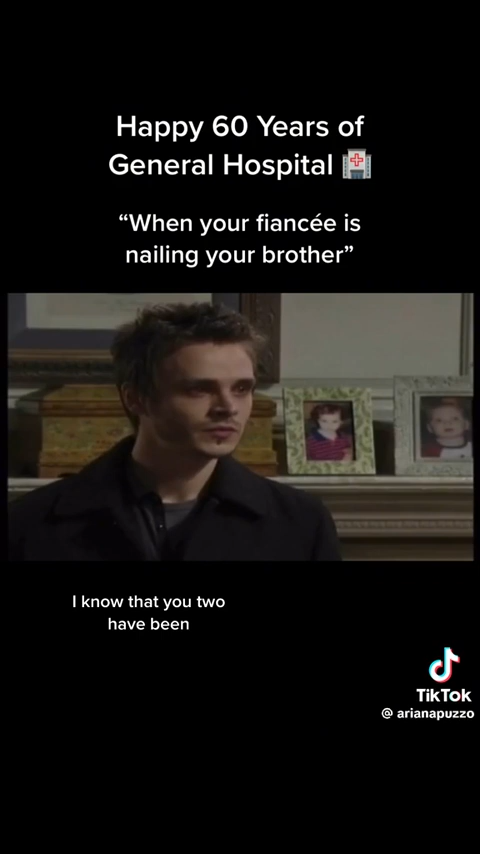 Happy 60 Years of
General Hospital 🏥
“When your fiancée is
nailing your brother”
I know that you two
have been
TikTok
@ arianapuzzo